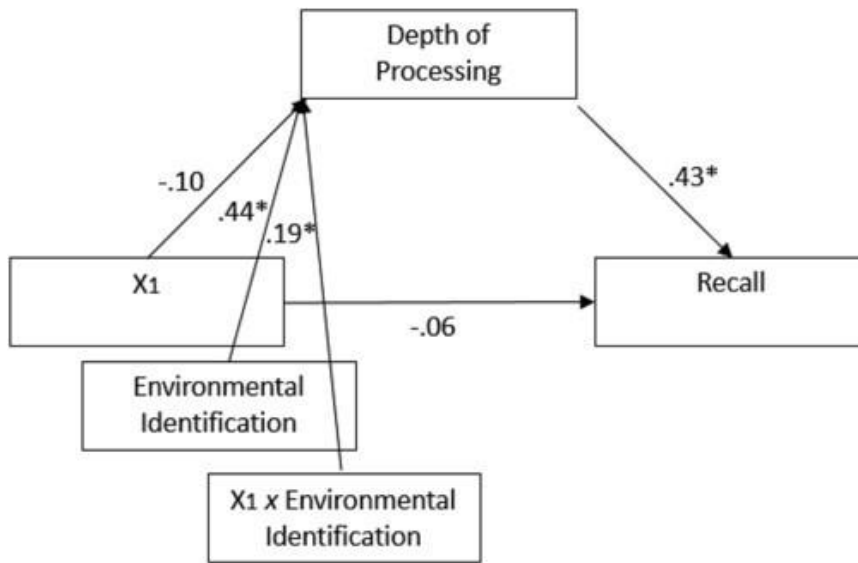 Depth of
Processing
-.10
.44*
.19*
.43*
X1
Recall
-.06
Environmental
Identification
X1 x Environmental
Identification